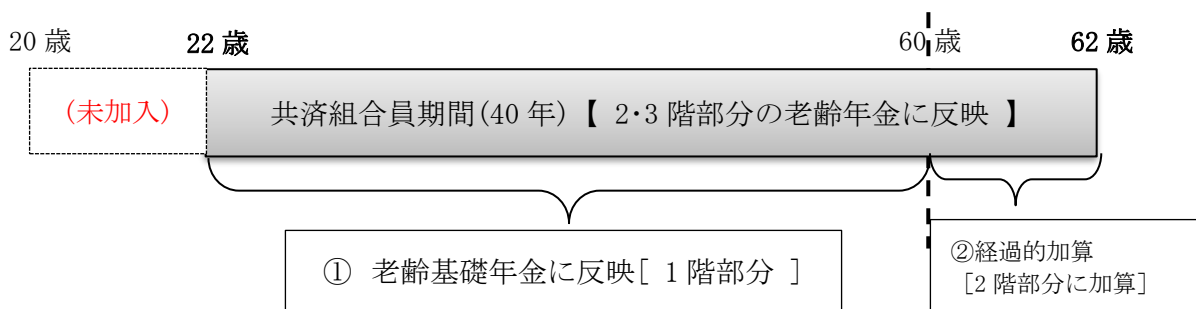 20 歳 22 歳 60 歳 62 歳
(未加入) 共済組合員期間(40 年)【 2・3 階部分の老齢年金に反映 】
① 老齢基礎年金に反映[ 1 階部分 ]
②経過的加算
[2 階部分に加算]